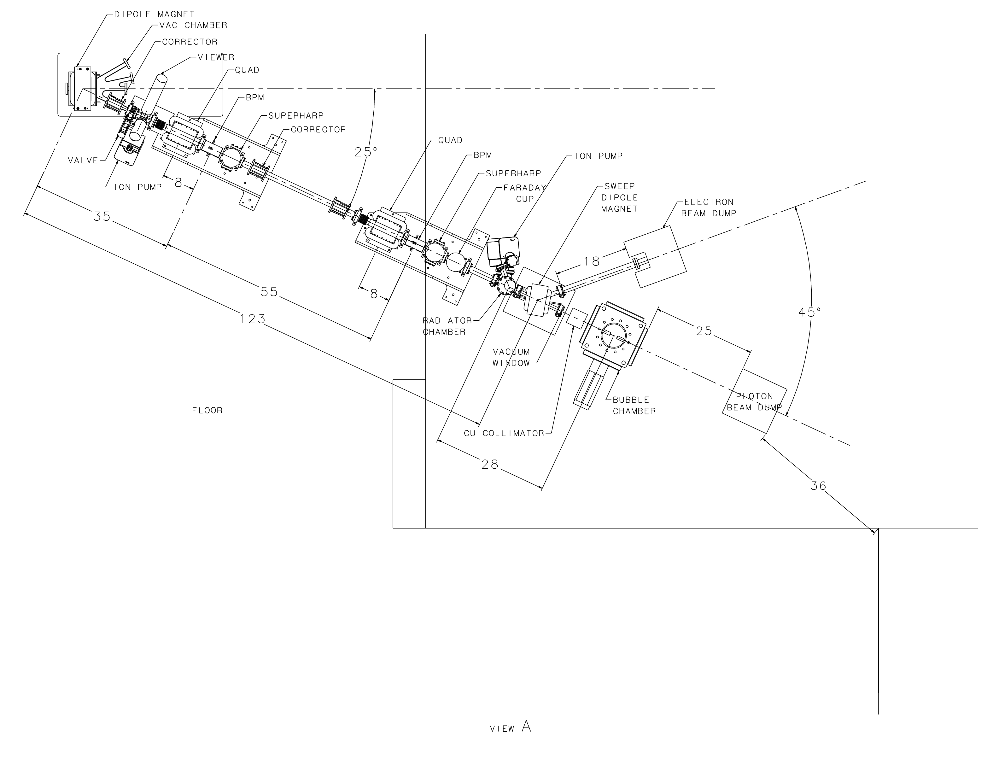 DIPOLE MAGNET
VAC CHAMBER
CORRECTOR
VIEWER
QUAD
BPM
SUPERHARP
CORRECTOR
QUAD
25°
BPM
ION PUMP
VALVE
SUPERHARP
8
ION PUMP
FARADAY
CUP
SWEEP
DIPOLE
MAGNET
ELECTRON
BEAM DUMP
35
18
55
8
123
45°
RADIATOR
CHAMBER
25
VACUUM
WINDOW
PHOTON
BEAM DUMP
BUBBLE
CHAMBER
FLOOR
CU COLLIMATOR
28
36
VIEW A